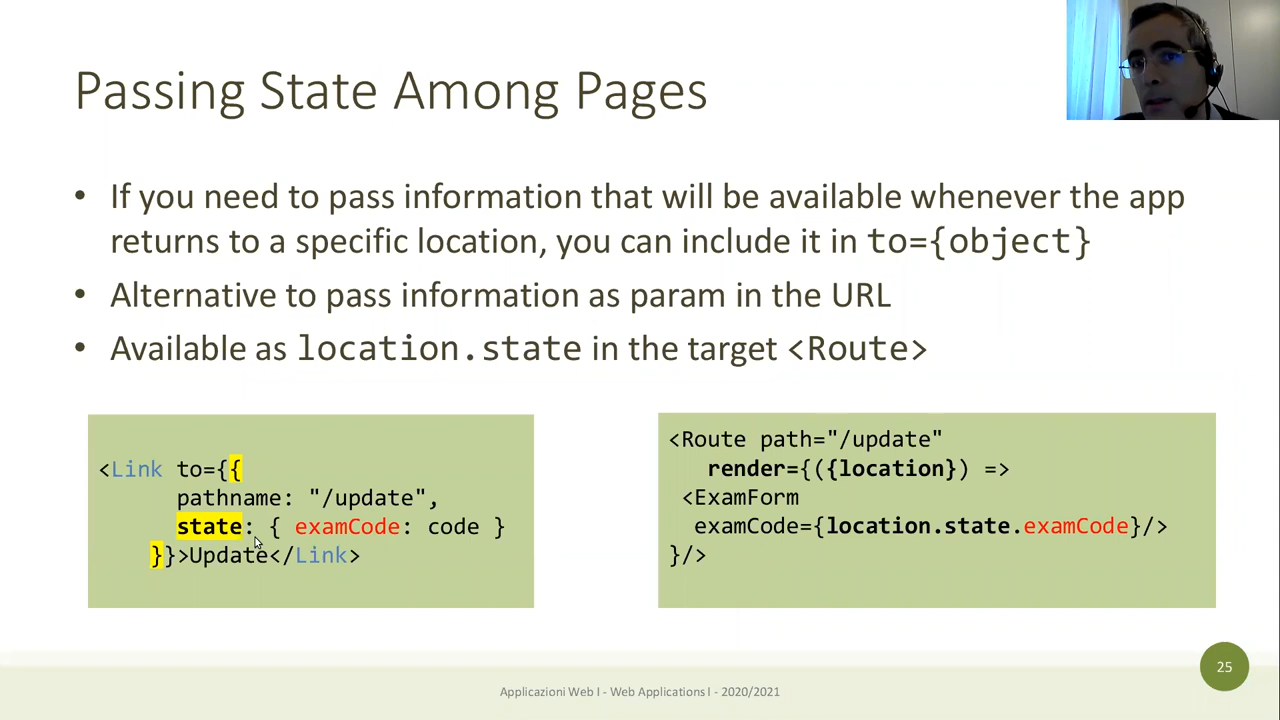 Passing State Among Pages
• If you need to pass information that will be available whenever the app
returns to a specific location, you can include it in to={object}
• Alternative to pass information as param in the URL
• Available as location.state in the target <Route>
<Link to={{
pathname: "/update",
state: { examCode: code }
}}>Update</Link>
<Route path="/update"
render={({location}) =>
<ExamForm
examCode={location.state.examCode}/>
}/>
Applicazioni Web I - Web Applications I - 2020/2021
25